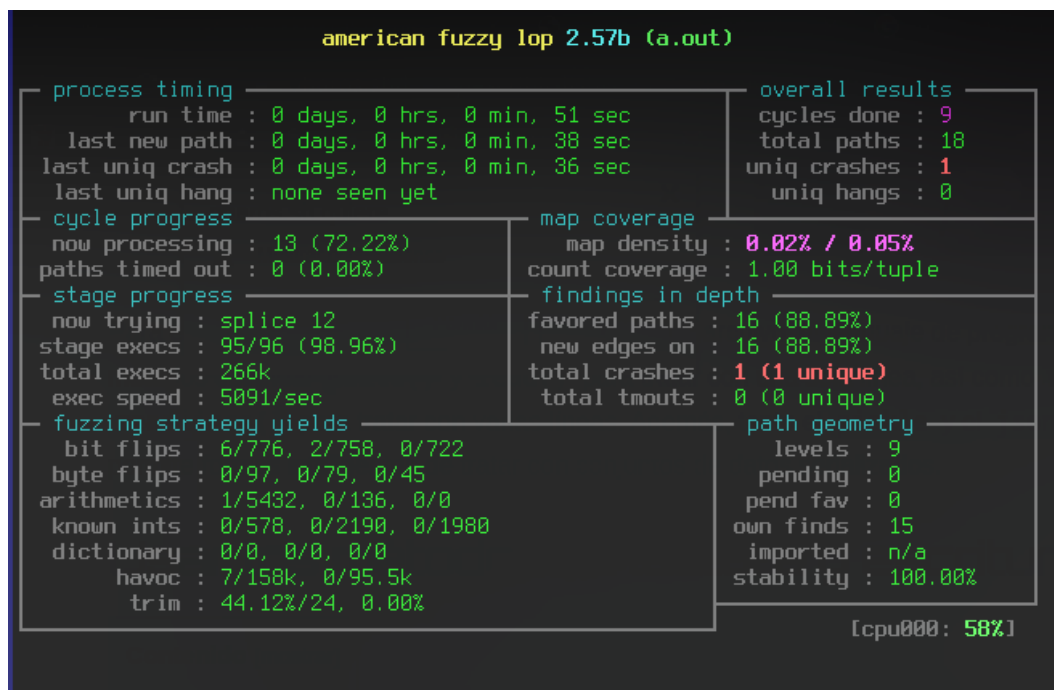 american fuzzy lop 2.57b (a.out)
process timing overall results
run time : 0 days, 0 hrs, 0 min, 51 sec cycles done : 9
last new path : 0 days, 0 hrs, 0 min, 38 sec total paths : 18
last uniq crash : 0 days, 0 hrs, 0 min, 36 sec uniq crashes : 1
last uniq hang : none seen yet uniq hangs : 0
cycle progress map coverage
now processing : 13 (72.22%) map density : 0.02% / 0.05%
paths timed out : 0 (0.00%) count coverage : 1.00 bits/tuple
stage progress findings in depth
now trying : splice 12 favored paths : 16 (88.89%)
stage execs : 95/96 (98.96%) new edges on : 16 (88.89%)
total execs : 266k total crashes : 1 (1 unique)
exec speed : 5091/sec total tmouts : 0 (0 unique)
fuzzing strategy yields path geometry
bit flips : 6/776, 2/758, 0/722 levels : 9
byte flips : 0/97, 0/79, 0/45 pending : 0
arithmetics : 1/5432, 0/136, 0/0 pend fav : 0
known ints : 0/578, 0/2190, 0/1980 own finds : 15
dictionary : 0/0, 0/0, 0/0 imported : n/a
havoc : 7/158k, 0/95.5k stability : 100.00%
trim : 44.12%/24, 0.00%
[cpu000: 58%]